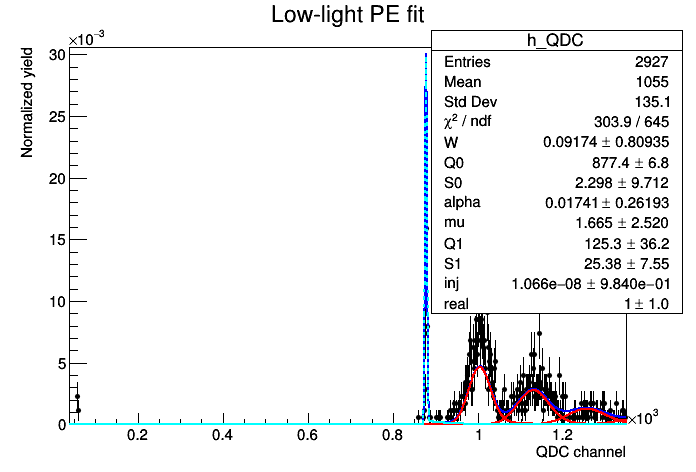 Low-light PE fit
×10⁻³
Normalized yield
30
25
20
15
10
5
0
h_QDC
Entries 2927
Mean 1055
Std Dev 135.1
χ² / ndf 303.9 / 645
W 0.09174 ± 0.80935
Q0 877.4 ± 6.8
S0 2.298 ± 9.712
alpha 0.01741 ± 0.26193
mu 1.665 ± 2.520
Q1 125.3 ± 36.2
S1 25.38 ± 7.55
inj 1.066e−08 ± 9.840e−01
real 1 ± 1.0
0.2 0.4 0.6 0.8 1 1.2 ×10³
QDC channel